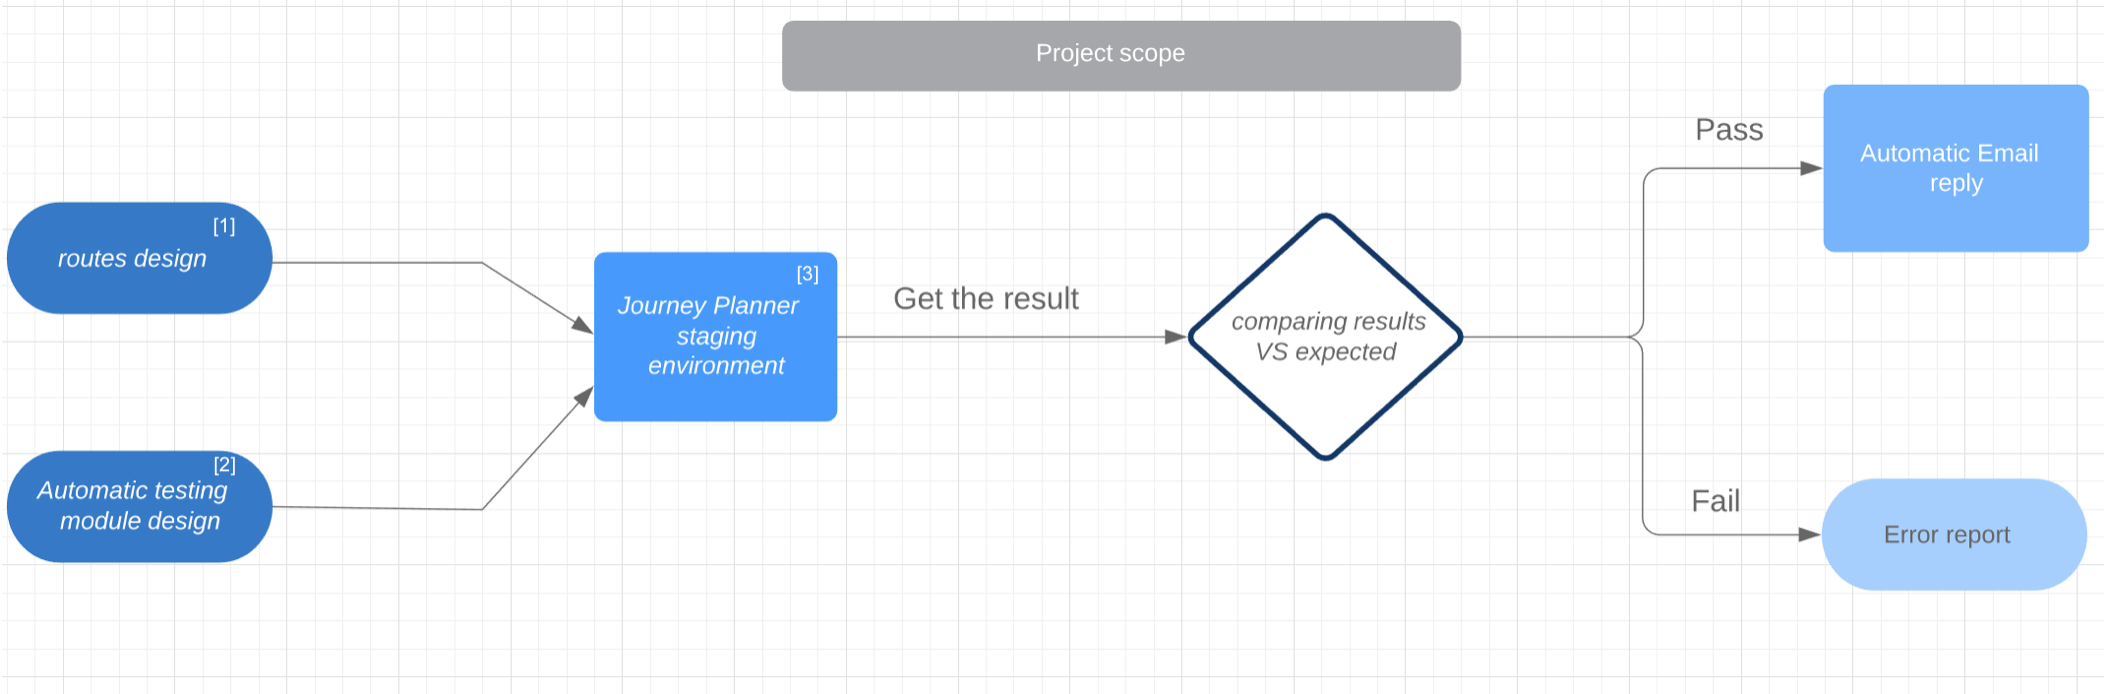 Project scope
Pass
Automatic Email
reply
[1]
routes design
[3]
Journey Planner
staging
environment
Get the result
comparing results
VS expected
[2]
Automatic testing
module design
Fail
Error report